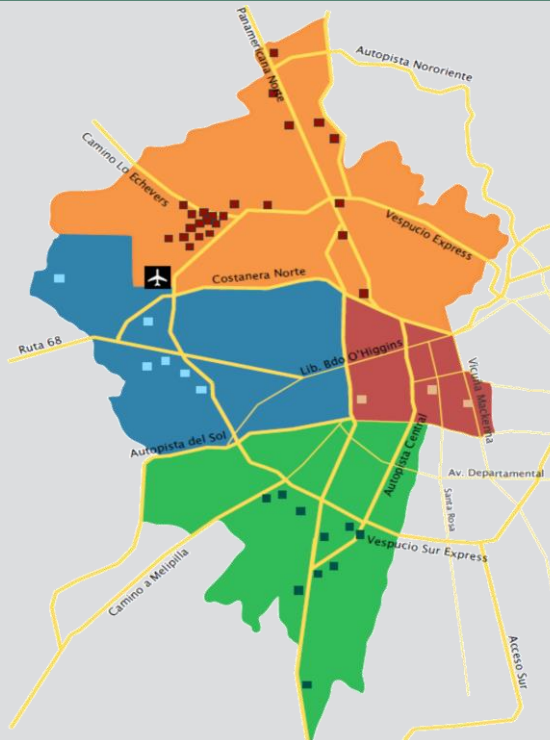 Panamericana Norte
Autopista Nororiente
Camino Lo Echevers
Vespucio Express
Costanera Norte
Ruta 68
Lib. Bdo O'Higgins
Vicuña Mackenna
Autopista del Sol
Autopista Central
Av. Departamental
Santa Rosa
Vespucio Sur Express
Camino a Melipilla
Acceso Sur